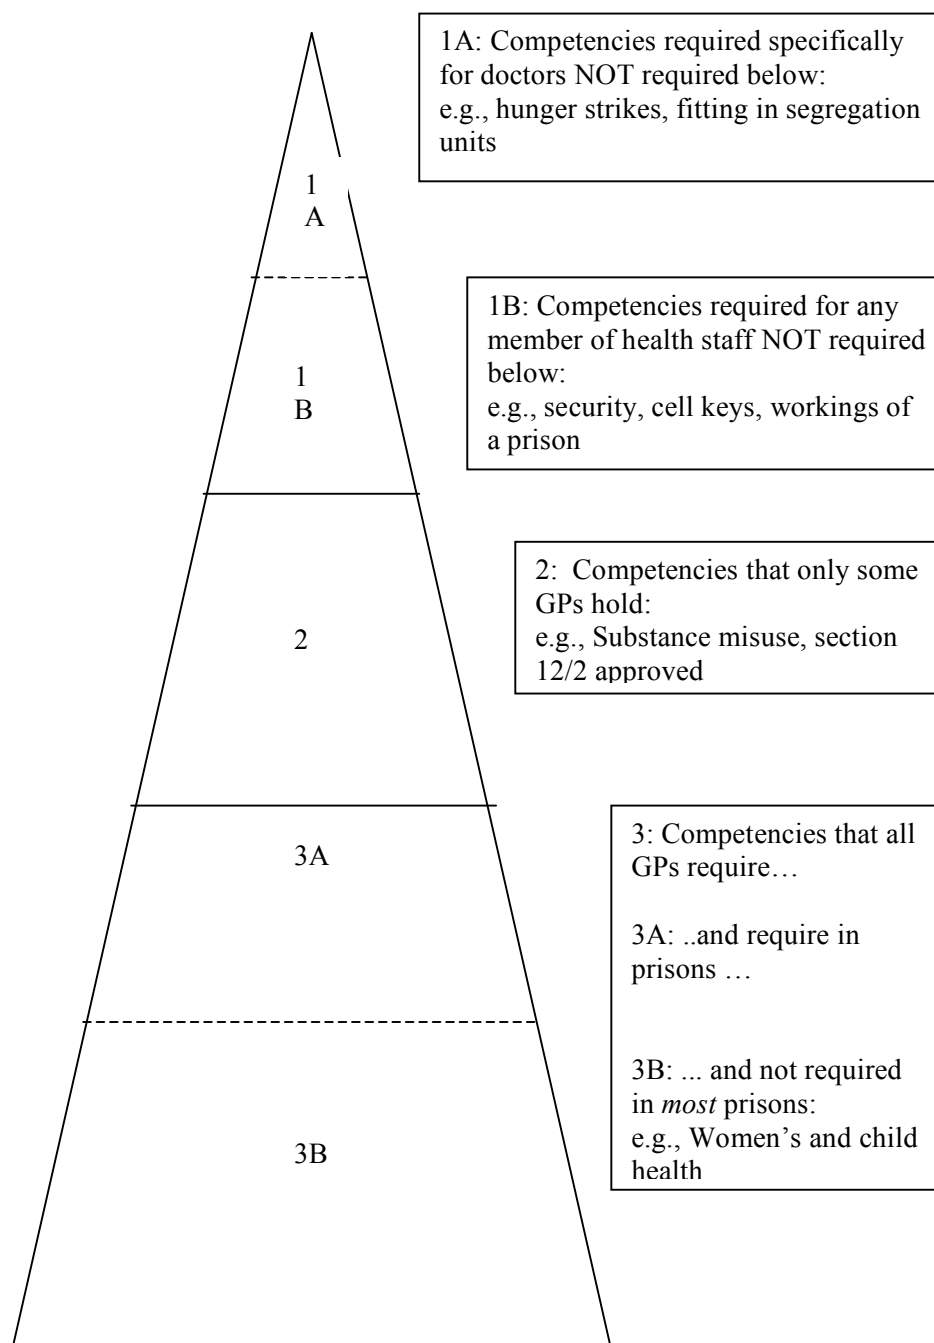 1A: Competencies required specifically
for doctors NOT required below:
e.g., hunger strikes, fitting in segregation
units
1
A
1B: Competencies required for any
member of health staff NOT required
below:
e.g., security, cell keys, workings of
a prison
1
B
2:  Competencies that only some
GPs hold:
e.g., Substance misuse, section
12/2 approved
2
3: Competencies that all
GPs require…
3A: ..and require in
prisons …
3B: ... and not required
in most prisons:
e.g., Women’s and child
health
3A
3B